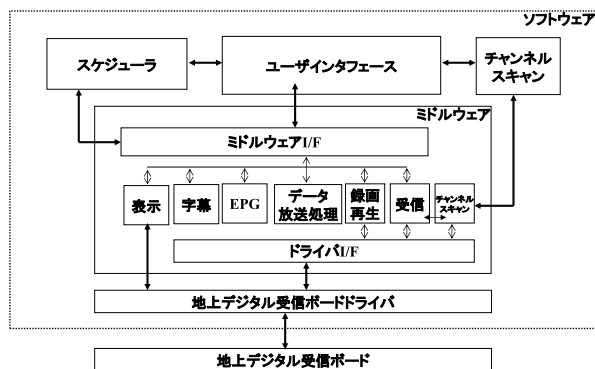 ソフトウェア
スケジューラ
ユーザインタフェース
チャンネル
スキャン
ミドルウェア
ミドルウェアI/F
表示
字幕
EPG
データ
放送処理
録画
再生
受信
チャンネル
スキャン
ドライバI/F
地上デジタル受信ボードドライバ
地上デジタル受信ボード